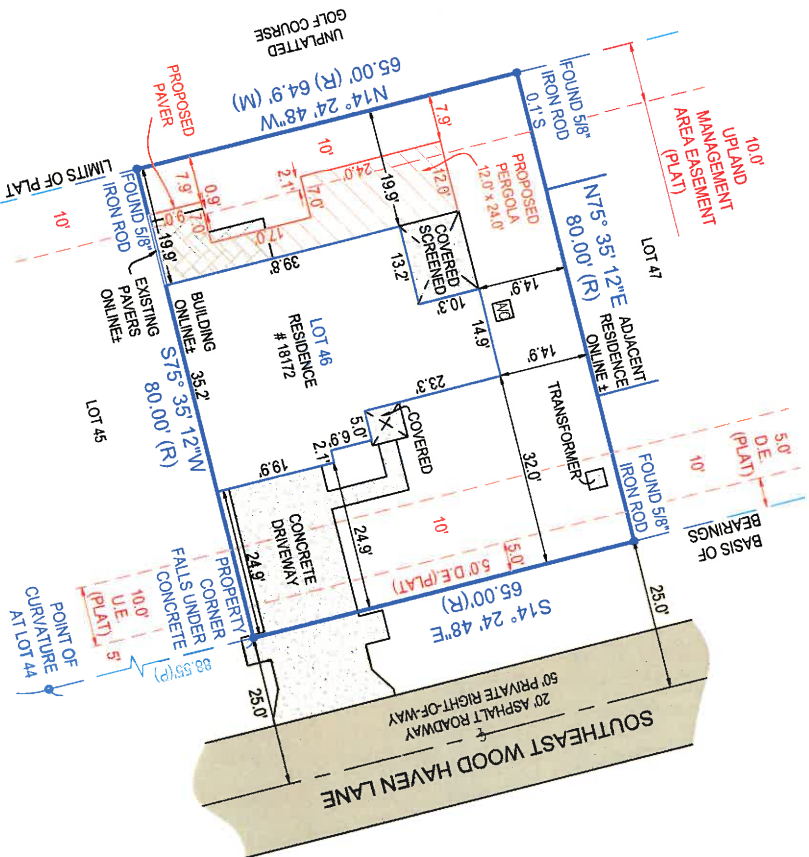 UNPLATTED
GOLF COURSE
N14° 24' 48"W
65.00' (R) 64.9' (M)
FOUND 5/8"
IRON ROD
0.1' S
10.0'
UPLAND
MANAGEMENT
AREA EASEMENT
(PLAT)
PROPOSED
PAVER
LIMITS OF PLAT
FOUND 5/8"
IRON ROD
10'
10'
7.9'
7.9'
0.9'
7.0'
9.0'
2.1'
7.0'
24.0'
17.0'
12.0'
PROPOSED
PERGOLA
12.0' x 24.0'
19.9'
19.9'
EXISTING
PAVERS
ONLINE±
BUILDING
ONLINE±
39.8'
13.2'
COVERED
SCREENED
10.3'
14.9'
A/C
14.9'
14.9'
N75° 35' 12"E
80.00' (R)
LOT 47
ADJACENT
RESIDENCE
ONLINE ±
LOT 46
RESIDENCE
# 18172
35.2'
S75° 35' 12"W
80.00' (R)
LOT 45
23.3'
5.0'
6.9'
2.1'
COVERED
19.9'
32.0'
TRANSFORMER
FOUND 5/8"
IRON ROD
10'
5.0'
D.E.
(PLAT)
BASIS OF
BEARINGS
CONCRETE
DRIVEWAY
24.9'
24.9'
10'
5.0' D.E.(PLAT)
5.0'
S14° 24' 48"E
65.00'(R)
PROPERTY
CORNER
FALLS UNDER
CONCRETE
10.0'
U.E.
(PLAT)
5'
POINT OF
CURVATURE
AT LOT 44
88.55'(P)
25.0'
25.0'
20' ASPHALT ROADWAY
50' PRIVATE RIGHT-OF-WAY
SOUTHEAST WOOD HAVEN LANE